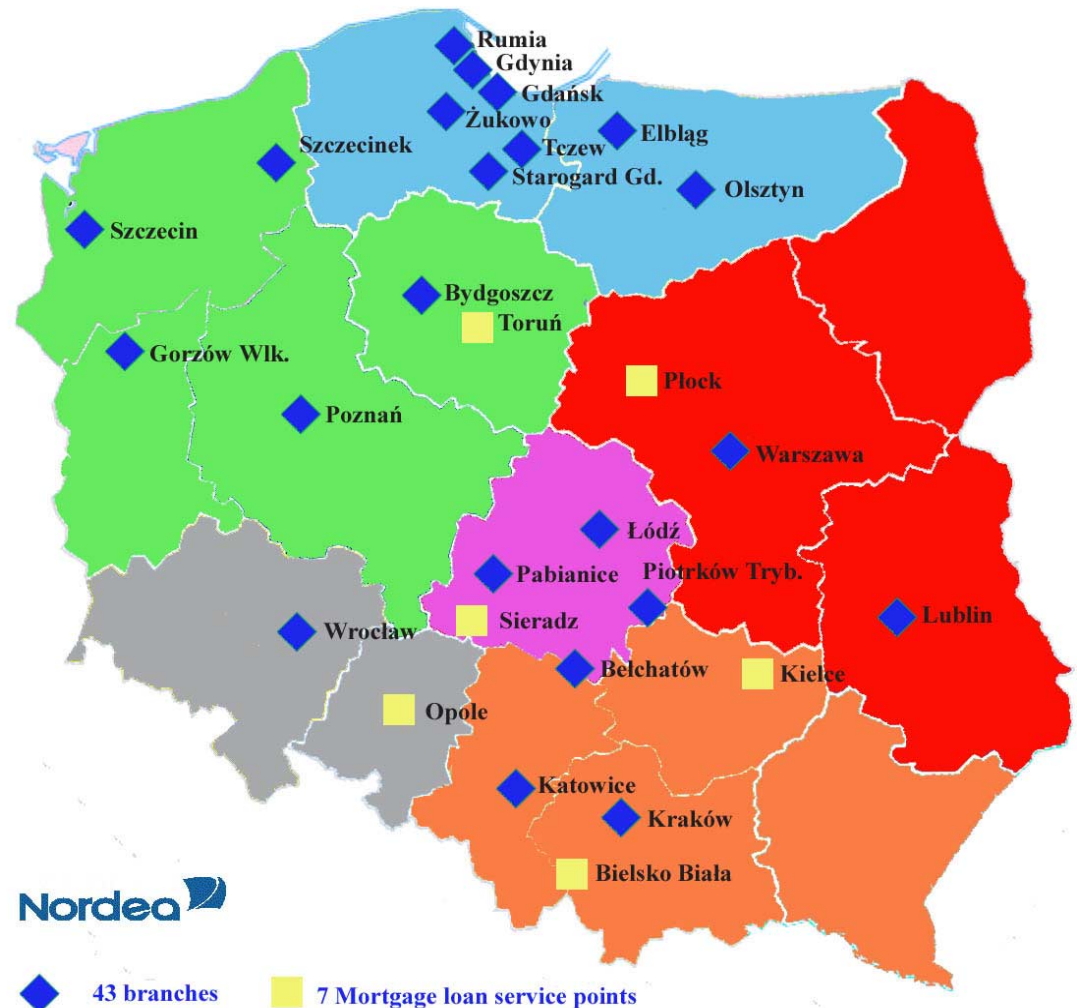 Rumia
Gdynia
Gdańsk
Żukowo
Elbląg
Szczecinek
Tczew
Starogard Gd.
Olsztyn
Szczecin
Bydgoszcz
Toruń
Gorzów Wlk.
Płock
Poznań
Warszawa
Łódź
Pabianice
Piotrków Tryb.
Sieradz
Lublin
Wrocław
Bełchatów
Kielce
Opole
Katowice
Kraków
Bielsko Biała
Nordea
43 branches
7 Mortgage loan service points